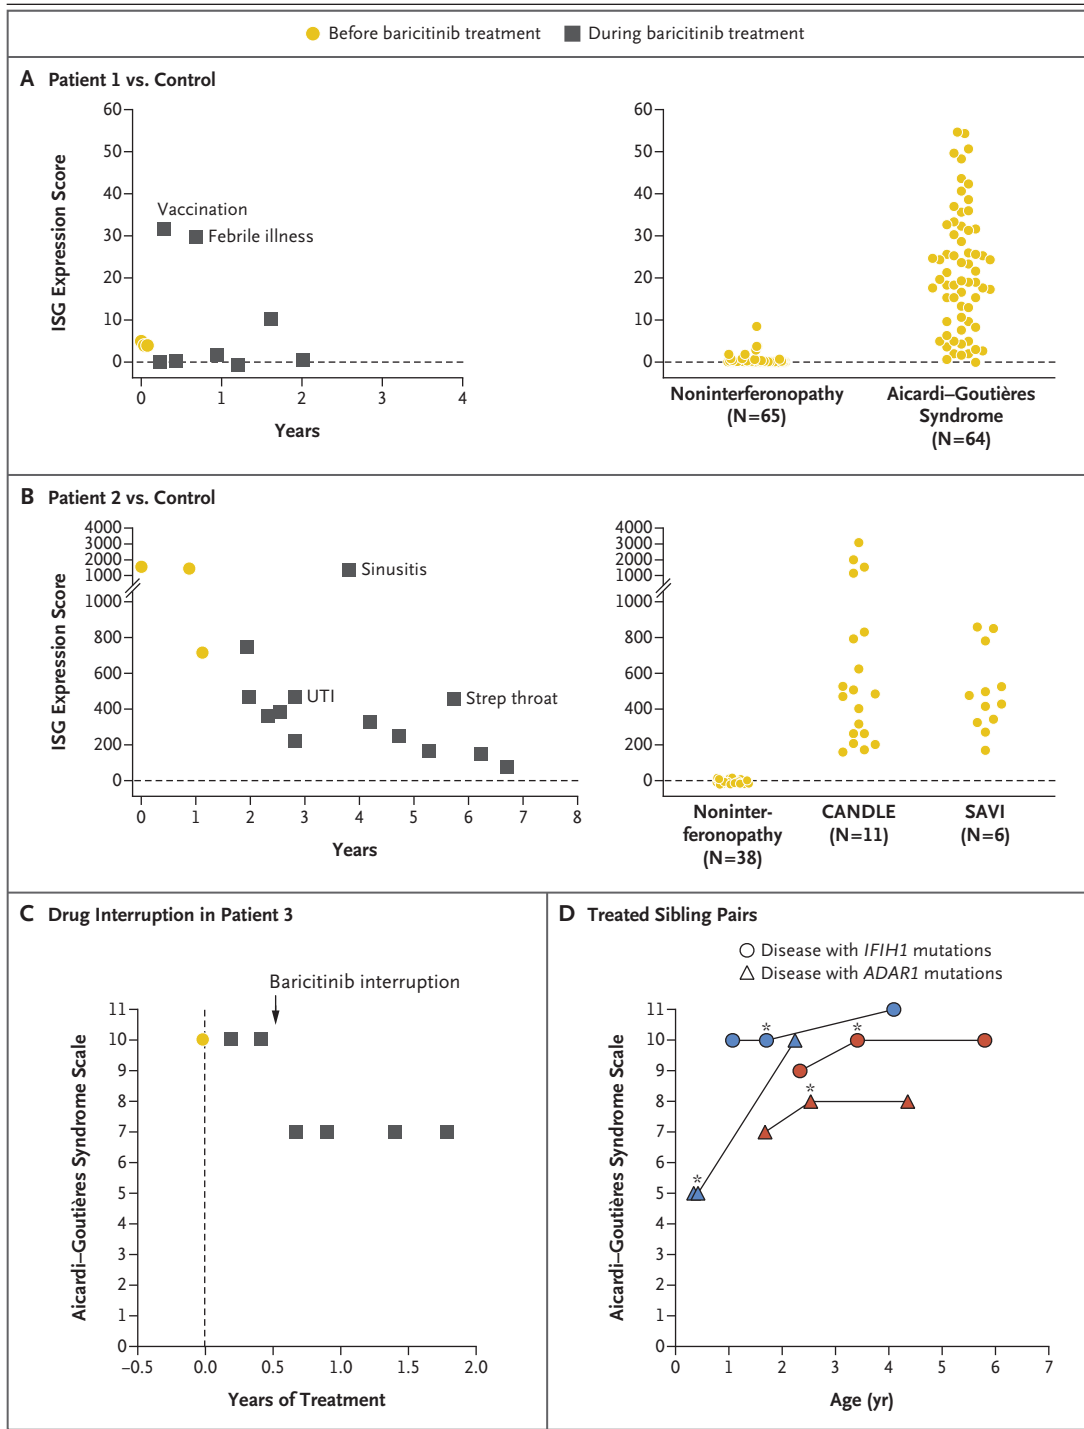 Before baricitinib treatment During baricitinib treatment
A Patient 1 vs. Control
ISG Expression Score
60
50
40
30
20
10
0
Vaccination
Febrile illness
0 1 2 3 4
Years
60
50
40
30
20
10
0
Noninterferonopathy
(N=65)
Aicardi–Goutières
Syndrome
(N=64)
B Patient 2 vs. Control
ISG Expression Score
4000
3000
2000
1000
1000
800
600
400
200
0
Sinusitis
UTI
Strep throat
0 1 2 3 4 5 6 7 8
Years
4000
3000
2000
1000
1000
800
600
400
200
0
Noninter-
feronopathy
(N=38)
CANDLE
(N=11)
SAVI
(N=6)
C Drug Interruption in Patient 3
Baricitinib interruption
Aicardi–Goutières Syndrome Scale
11
10
9
8
7
6
5
4
3
2
1
0
–0.5 0.0 0.5 1.0 1.5 2.0
Years of Treatment
D Treated Sibling Pairs
Disease with IFIH1 mutations
Disease with ADAR1 mutations
Aicardi–Goutières Syndrome Scale
11
10
9
8
7
6
5
4
3
2
1
0
*
*
*
*
0 1 2 3 4 5 6 7
Age (yr)